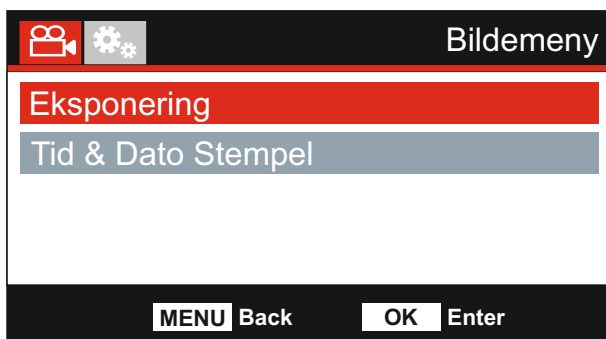 Bildemeny
Eksponering
Tid & Dato Stempel
MENU Back OK Enter